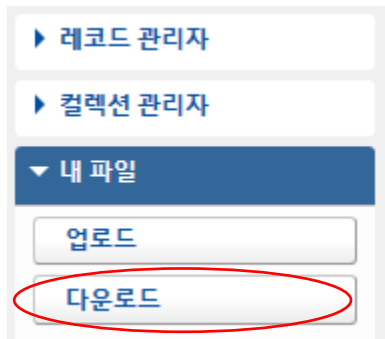 레코드 관리자
컬렉션 관리자
내 파일
업로드
다운로드